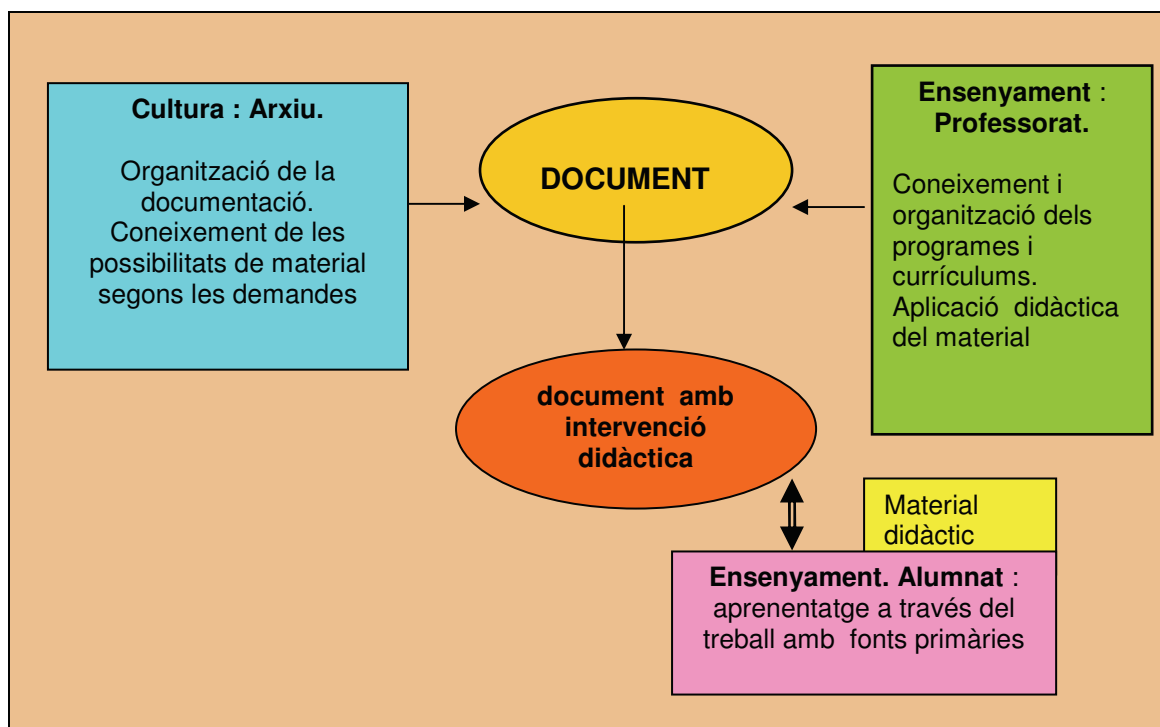 Cultura : Arxiu.
Organització de la
documentació.
Coneixement de les
possibilitats de material
segons les demandes
DOCUMENT
Ensenyament :
Professorat.
Coneixement i
organització dels
programes i
currículums.
Aplicació didàctica
del material
document amb
intervenció
didàctica
Material
didàctic
Ensenyament. Alumnat :
aprenentatge a través del
treball amb fonts primàries